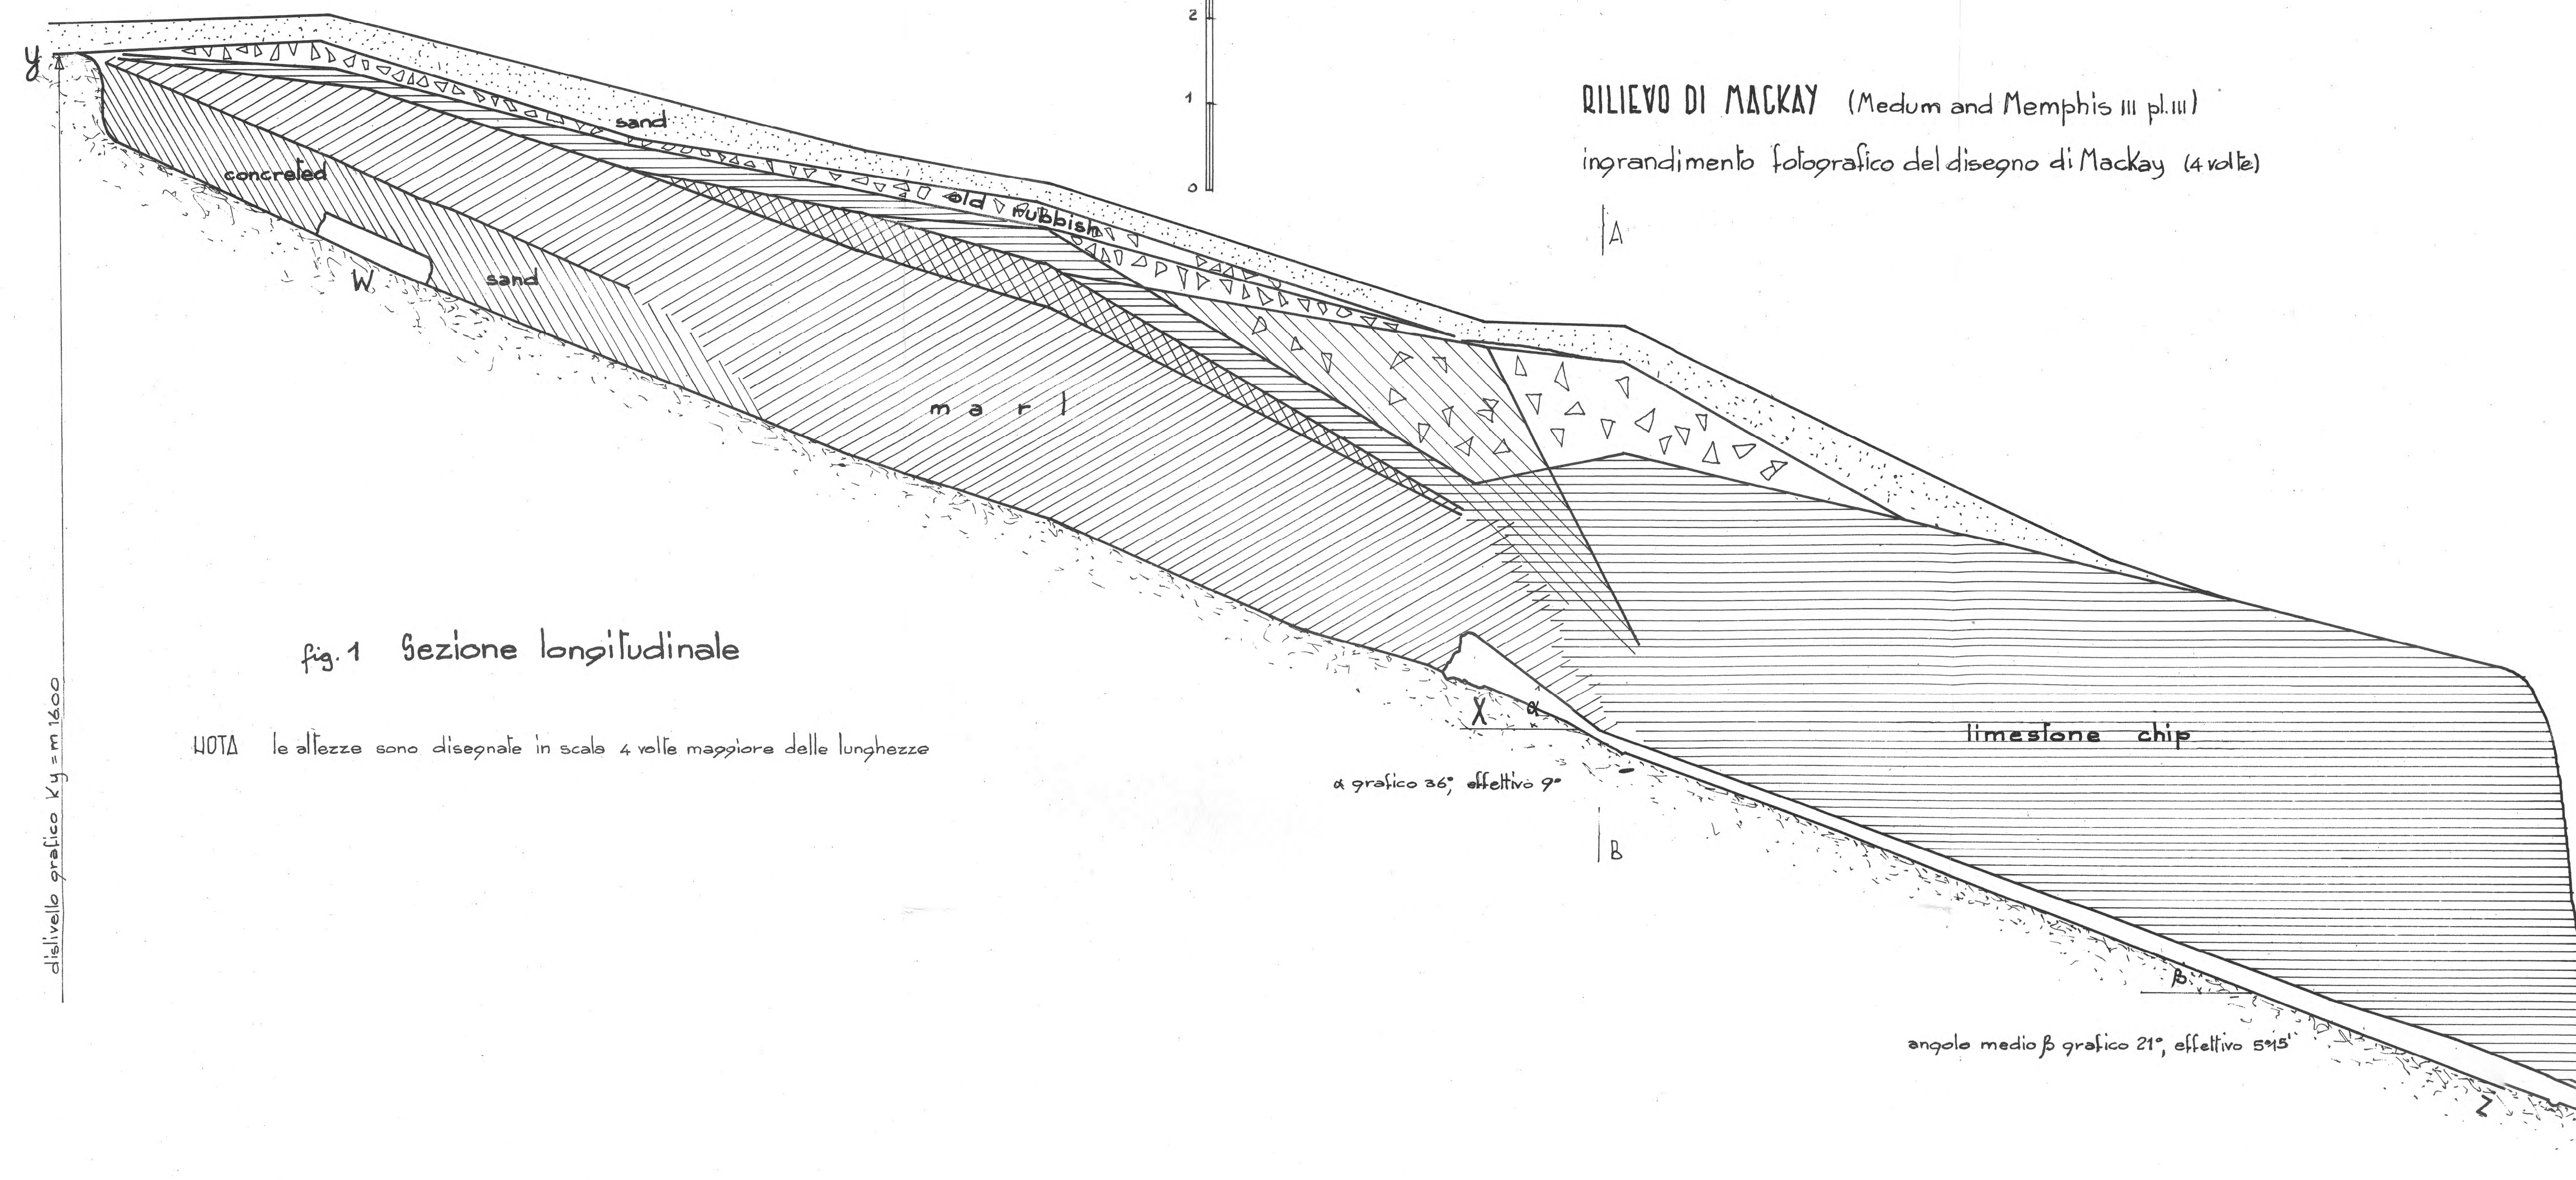 2
1
0
RILIEVO DI MACKAY (Medum and Memphis III pl.III)
ingrandimento fotografico del disegno di Mackay (4 volte)
y
sand
concreted
old rubbish
A
W
sand
marl
fig. 1 Sezione longitudinale
X
α
NOTA le altezze sono disegnate in scala 4 volte maggiore delle lunghezze
limestone chip
α grafico 36°, effettivo 9°
B
dislivello grafico Ky = m 16.00
β
angolo medio β grafico 21°, effettivo 5°15'
Z